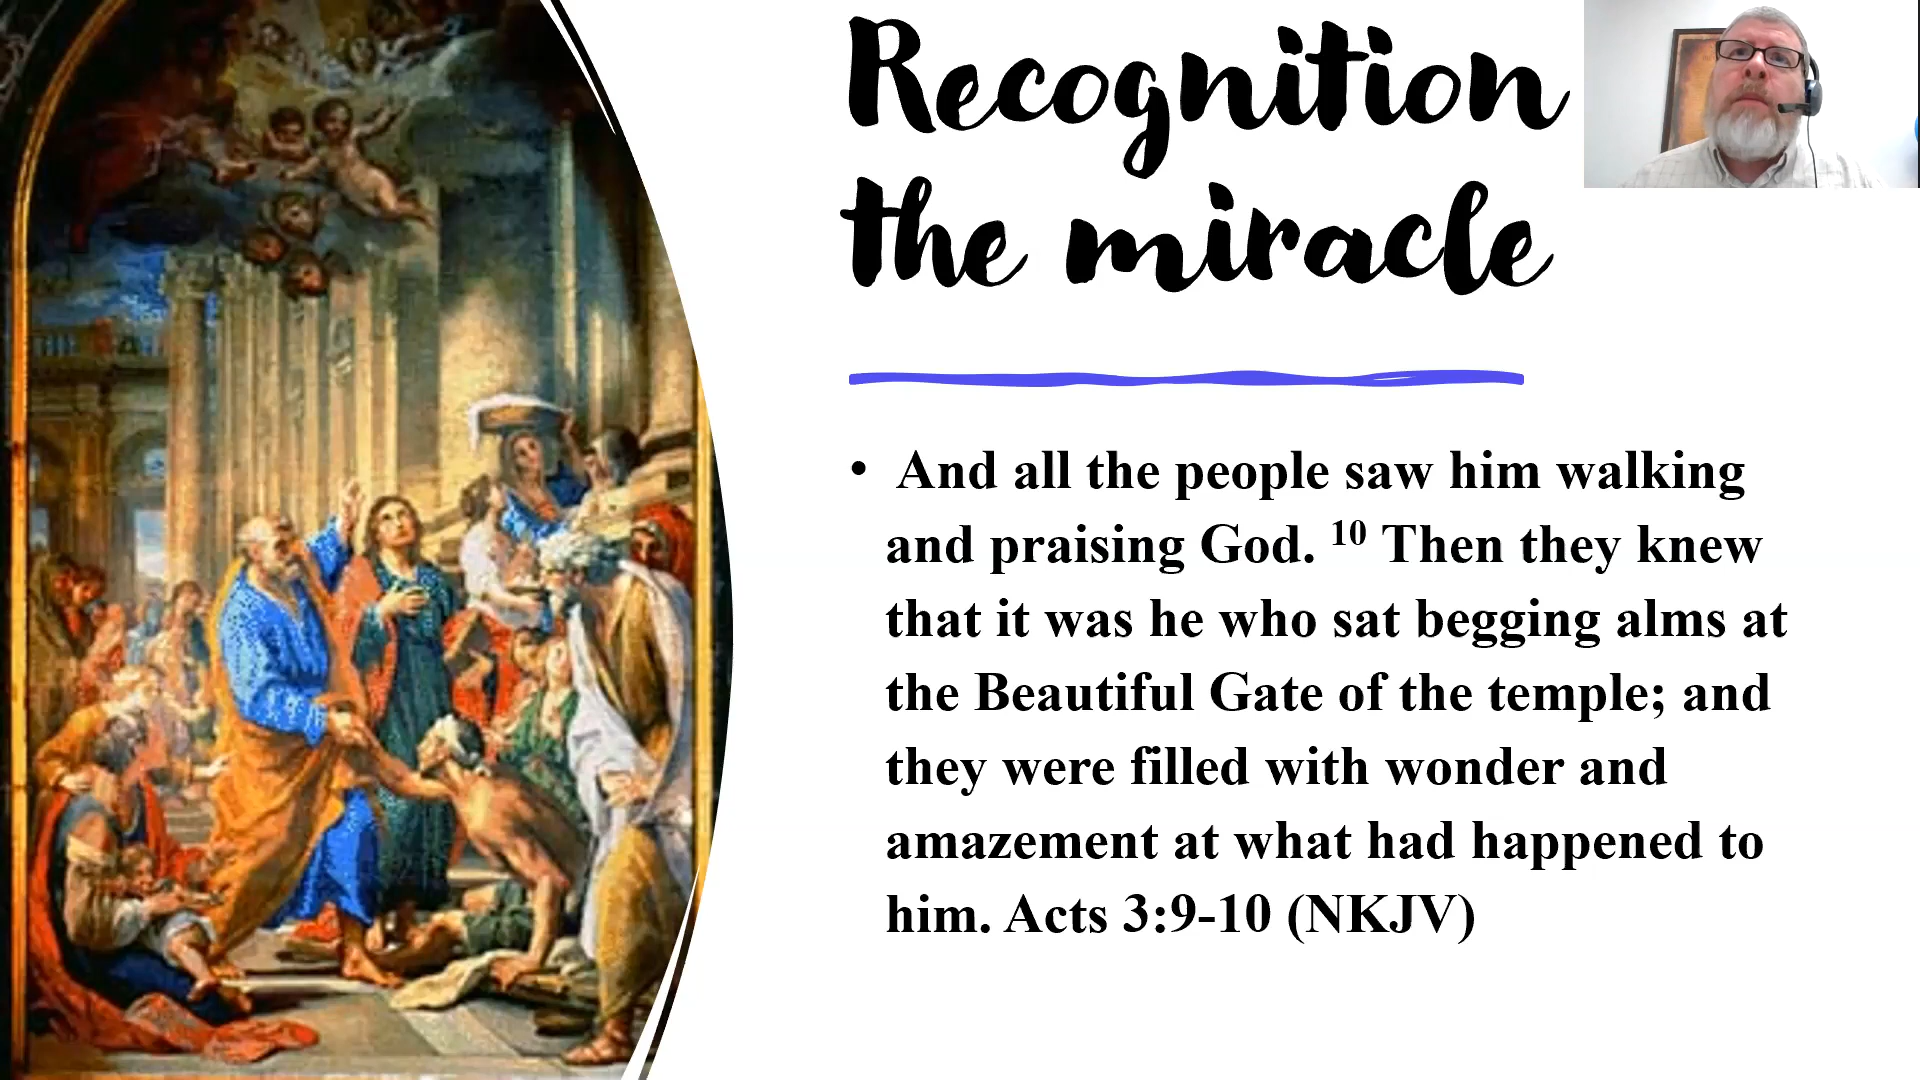 Recognition
the miracle
• And all the people saw him walking
and praising God. ¹⁰ Then they knew
that it was he who sat begging alms at
the Beautiful Gate of the temple; and
they were filled with wonder and
amazement at what had happened to
him. Acts 3:9-10 (NKJV)